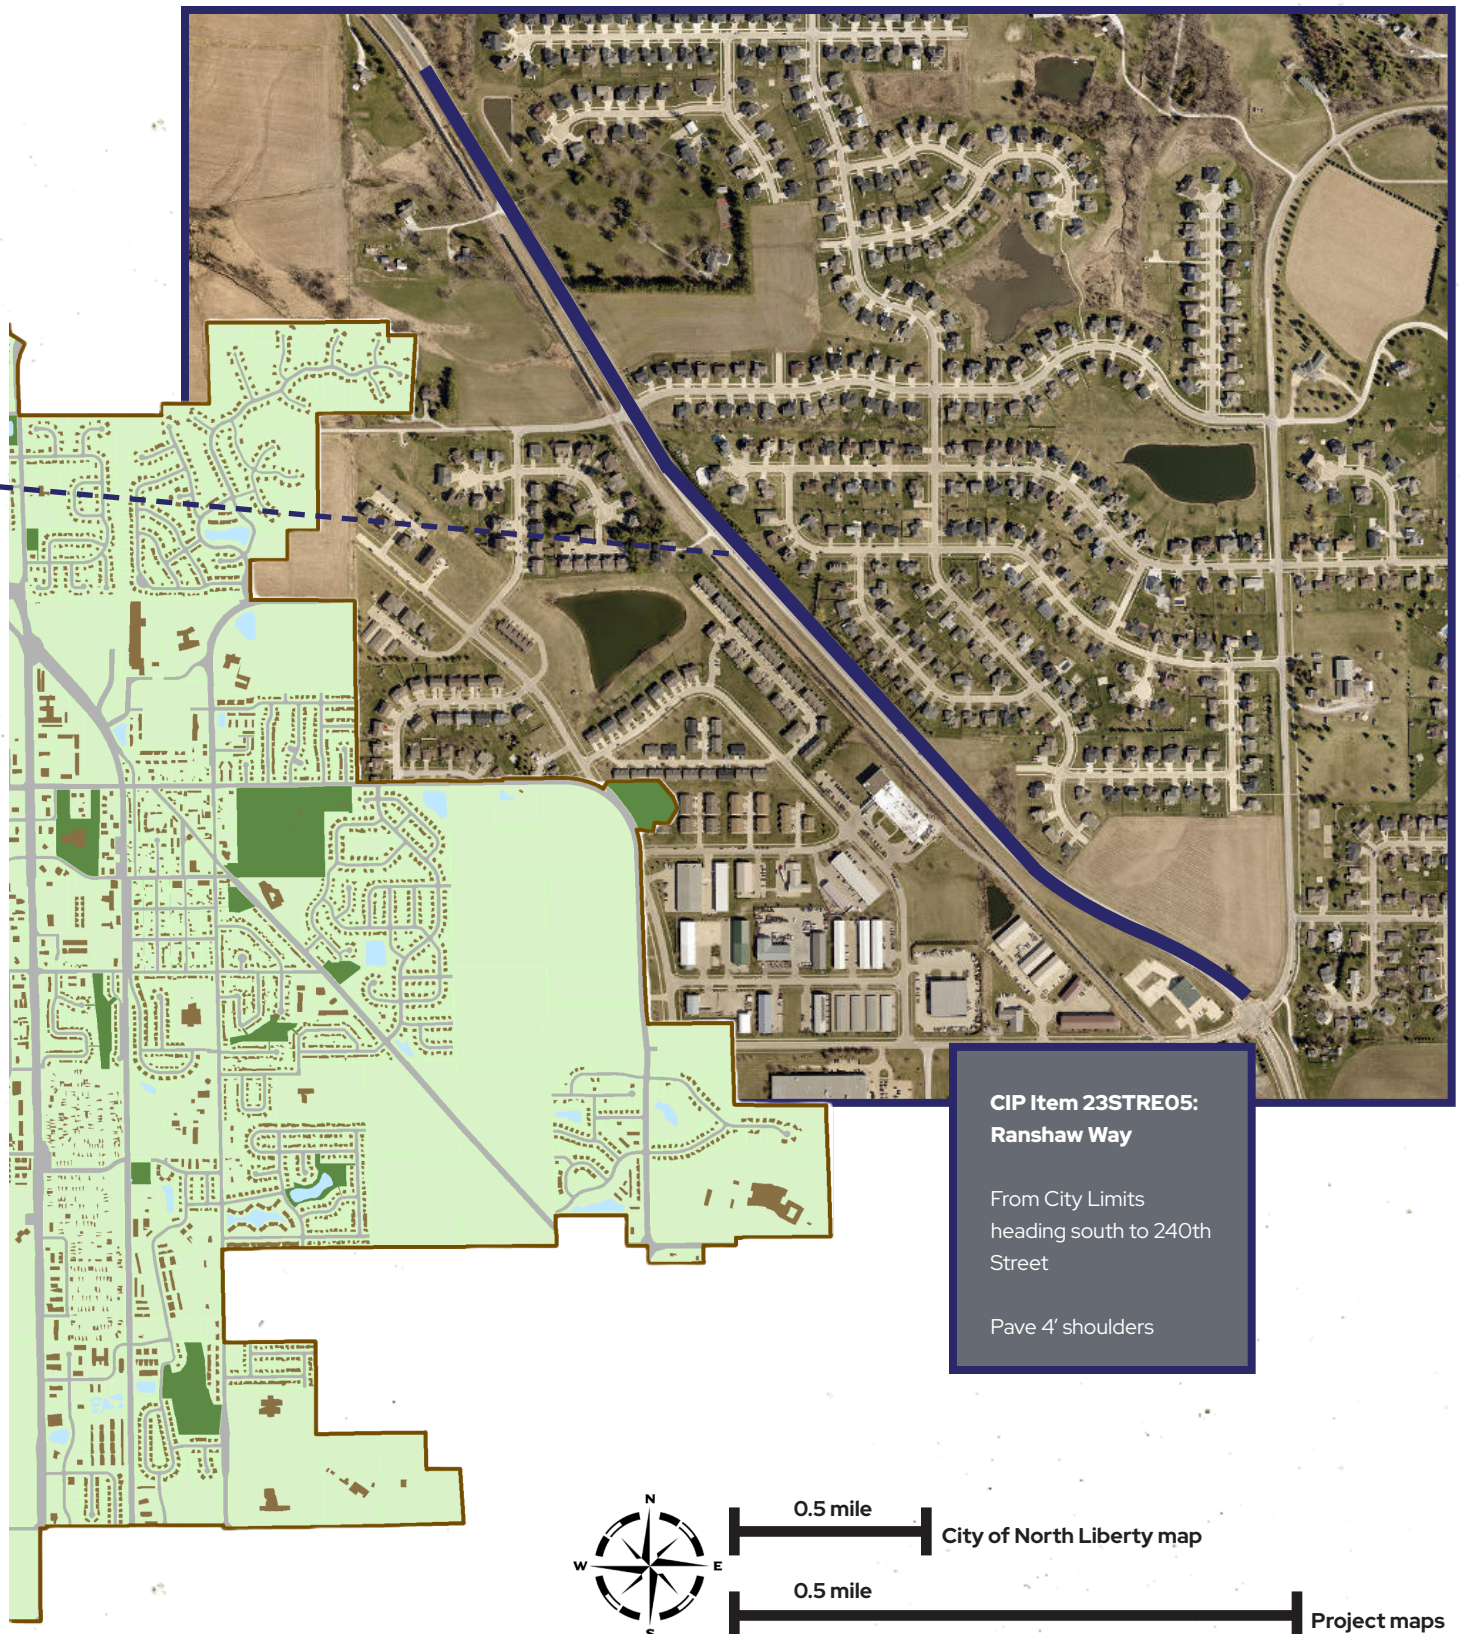 CIP Item 23STRE05:
Ranshaw Way
From City Limits
heading south to 240th
Street
Pave 4’ shoulders
N
W
E
S
0.5 mile
City of North Liberty map
0.5 mile
Project maps